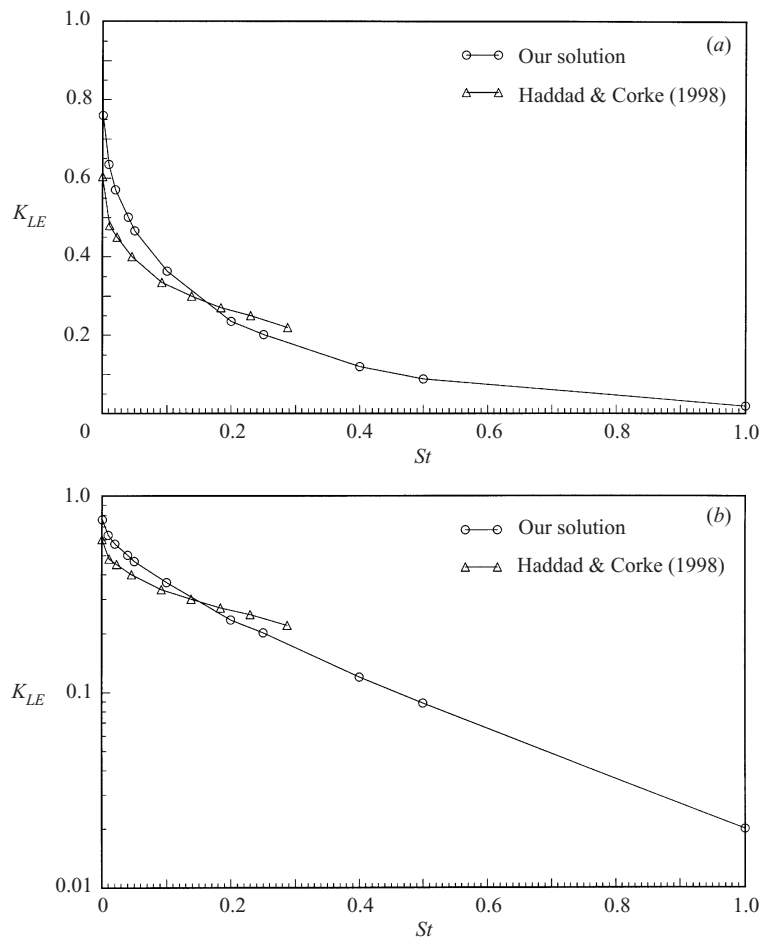 1.0
(a)
Our solution
Haddad & Corke (1998)
0.8
0.6
K_LE
0.4
0.2
0 0.2 0.4 0.6 0.8 1.0
St
1.0
(b)
Our solution
Haddad & Corke (1998)
K_LE
0.1
0.01
0 0.2 0.4 0.6 0.8 1.0
St